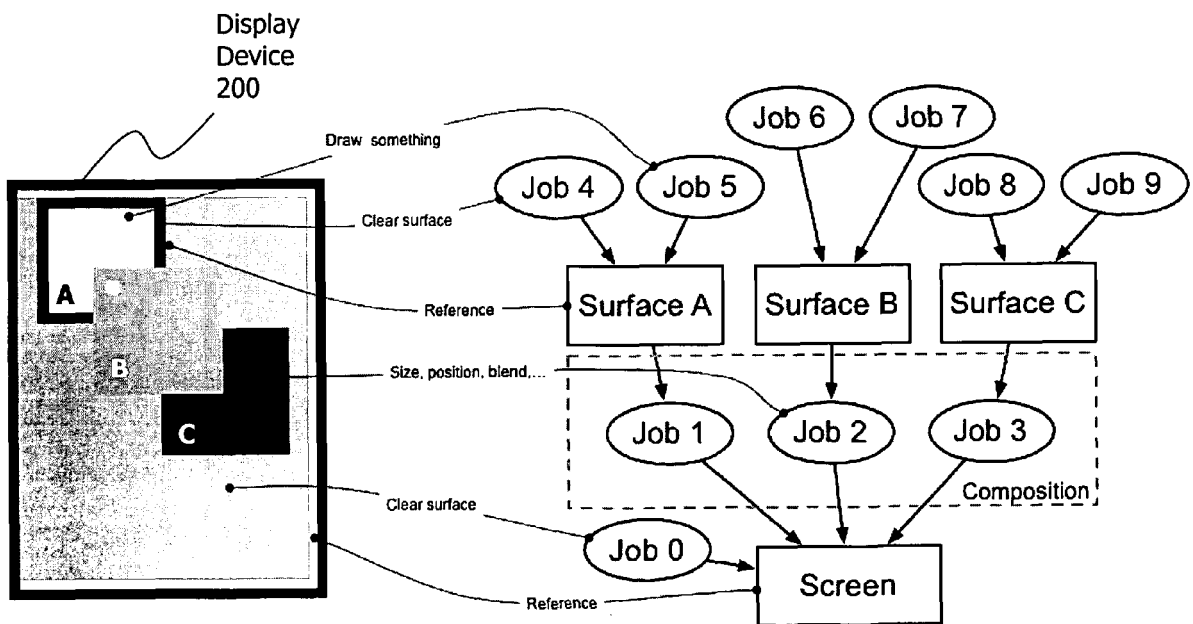 Display
Device
200
Draw something
Clear surface
Reference
Size, position, blend,...
Clear surface
Reference
A
B
C
Job 6
Job 7
Job 4
Job 5
Job 8
Job 9
Surface A
Surface B
Surface C
Job 1
Job 2
Job 3
Composition
Job 0
Screen